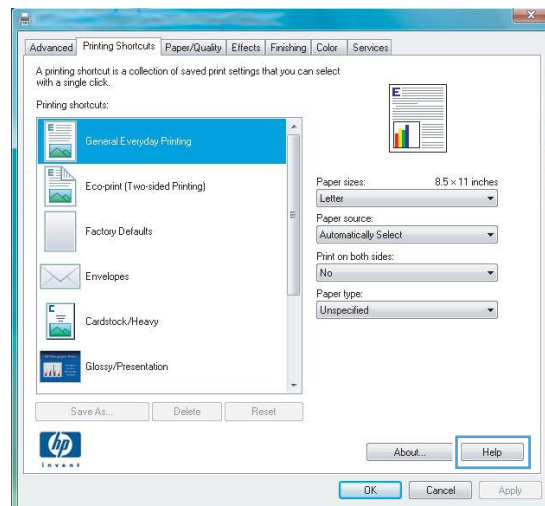 Advanced Printing Shortcuts Paper/Quality Effects Finishing Color Services
A printing shortcut is a collection of saved print settings that you can select
with a single click.
Printing shortcuts:
E
General Everyday Printing
Eco-print (Two-sided Printing)
Factory Defaults
Envelopes
Cardstock/Heavy
Glossy/Presentation
Save As... Delete Reset
E
Paper sizes: 8.5 × 11 inches
Letter
Paper source:
Automatically Select
Print on both sides:
No
Paper type:
Unspecified
hp
invent
About... Help
OK Cancel Apply